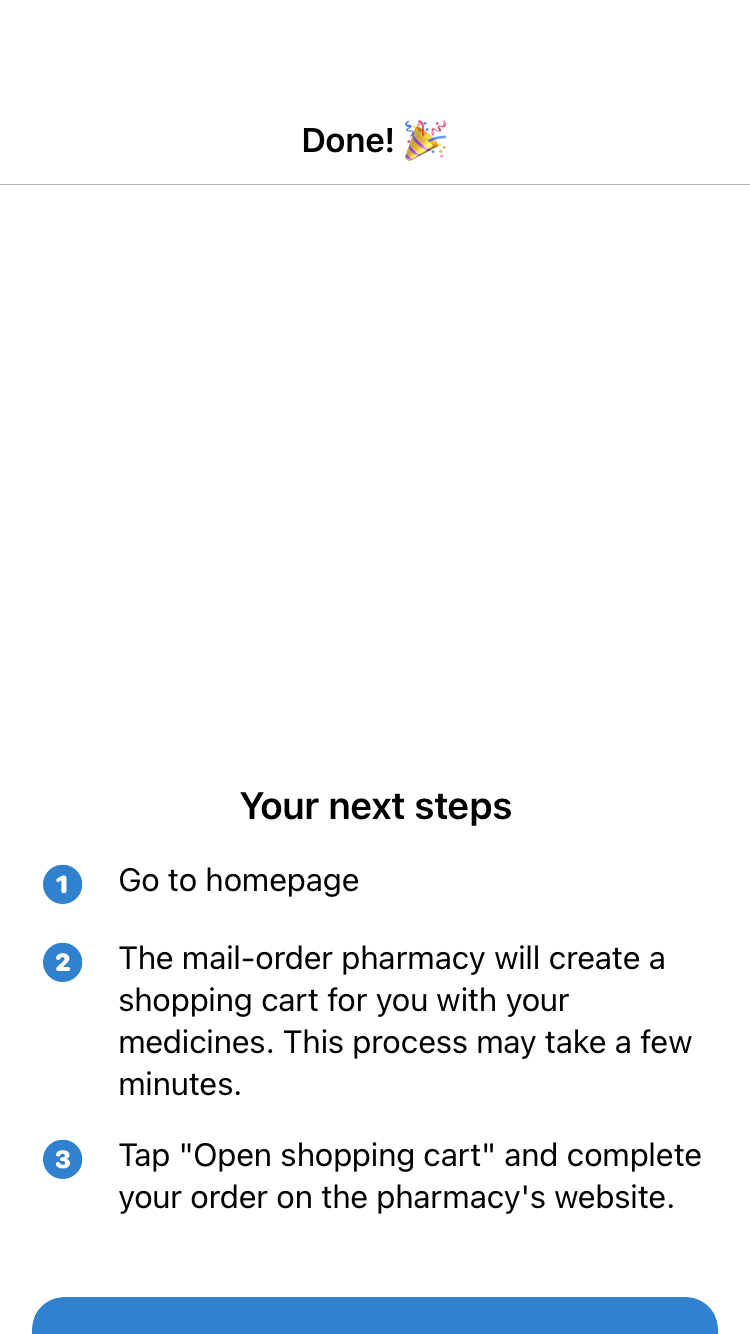 Done! 🎉
Your next steps
1 Go to homepage
2 The mail-order pharmacy will create a
shopping cart for you with your
medicines. This process may take a few
minutes.
3 Tap "Open shopping cart" and complete
your order on the pharmacy's website.